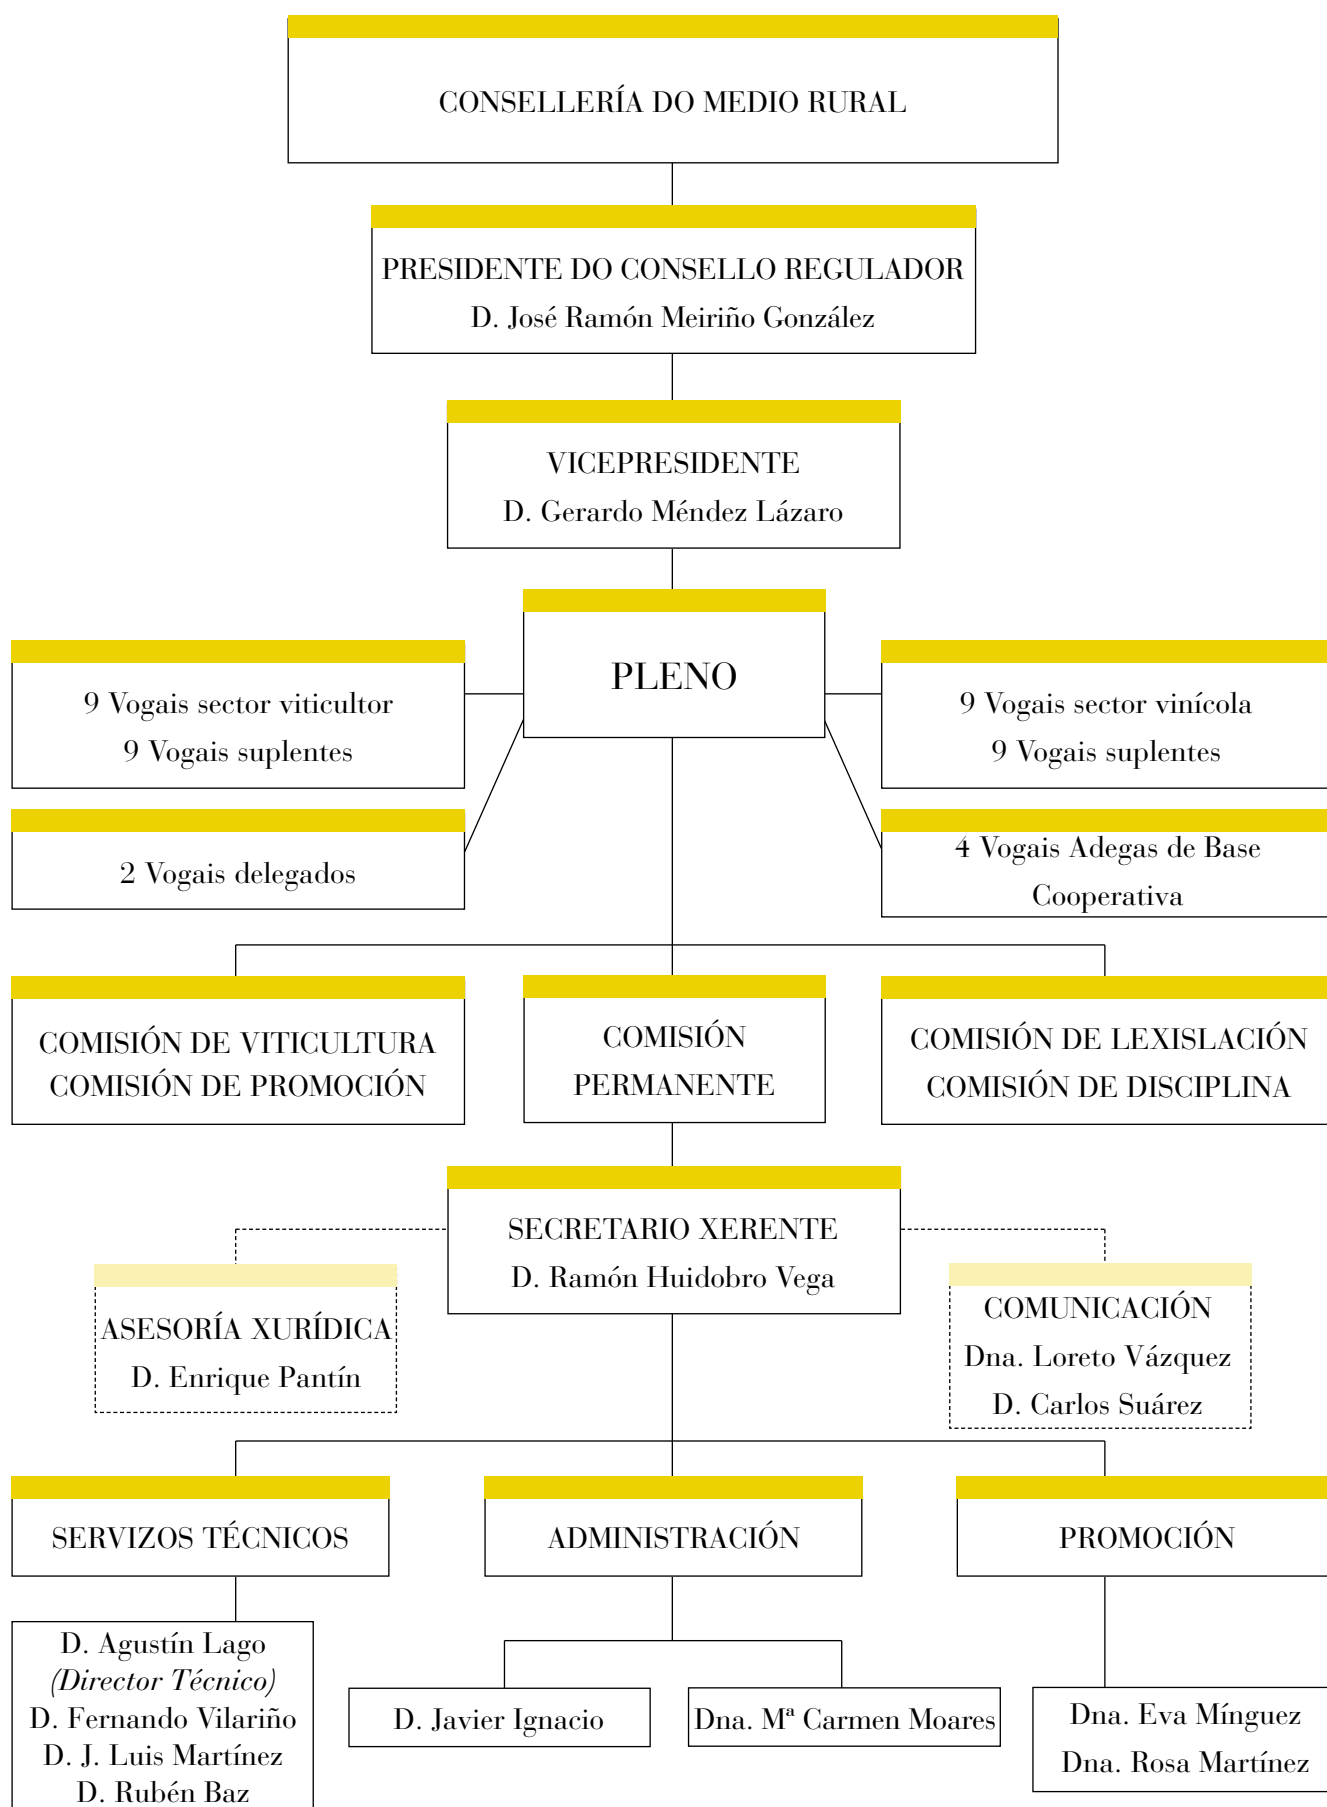 CONSELLERÍA DO MEDIO RURAL
PRESIDENTE DO CONSELLO REGULADOR
D. José Ramón Meiriño González
VICEPRESIDENTE
D. Gerardo Méndez Lázaro
PLENO
9 Vogais sector viticultor
9 Vogais suplentes
9 Vogais sector vinícola
9 Vogais suplentes
2 Vogais delegados
4 Vogais Adegas de Base
Cooperativa
COMISIÓN DE VITICULTURA
COMISIÓN DE PROMOCIÓN
COMISIÓN
PERMANENTE
COMISIÓN DE LEXISLACIÓN
COMISIÓN DE DISCIPLINA
SECRETARIO XERENTE
D. Ramón Huidobro Vega
ASESORÍA XURÍDICA
D. Enrique Pantín
COMUNICACIÓN
Dna. Loreto Vázquez
D. Carlos Suárez
SERVIZOS TÉCNICOS
ADMINISTRACIÓN
PROMOCIÓN
D. Agustín Lago
(Director Técnico)
D. Fernando Vilariño
D. J. Luis Martínez
D. Rubén Baz
D. Javier Ignacio
Dna. Mª Carmen Moares
Dna. Eva Mínguez
Dna. Rosa Martínez